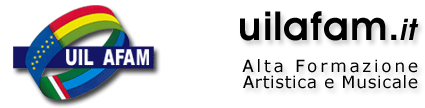 UIL AFAM
uilafam.it
Alta Formazione
Artistica e Musicale